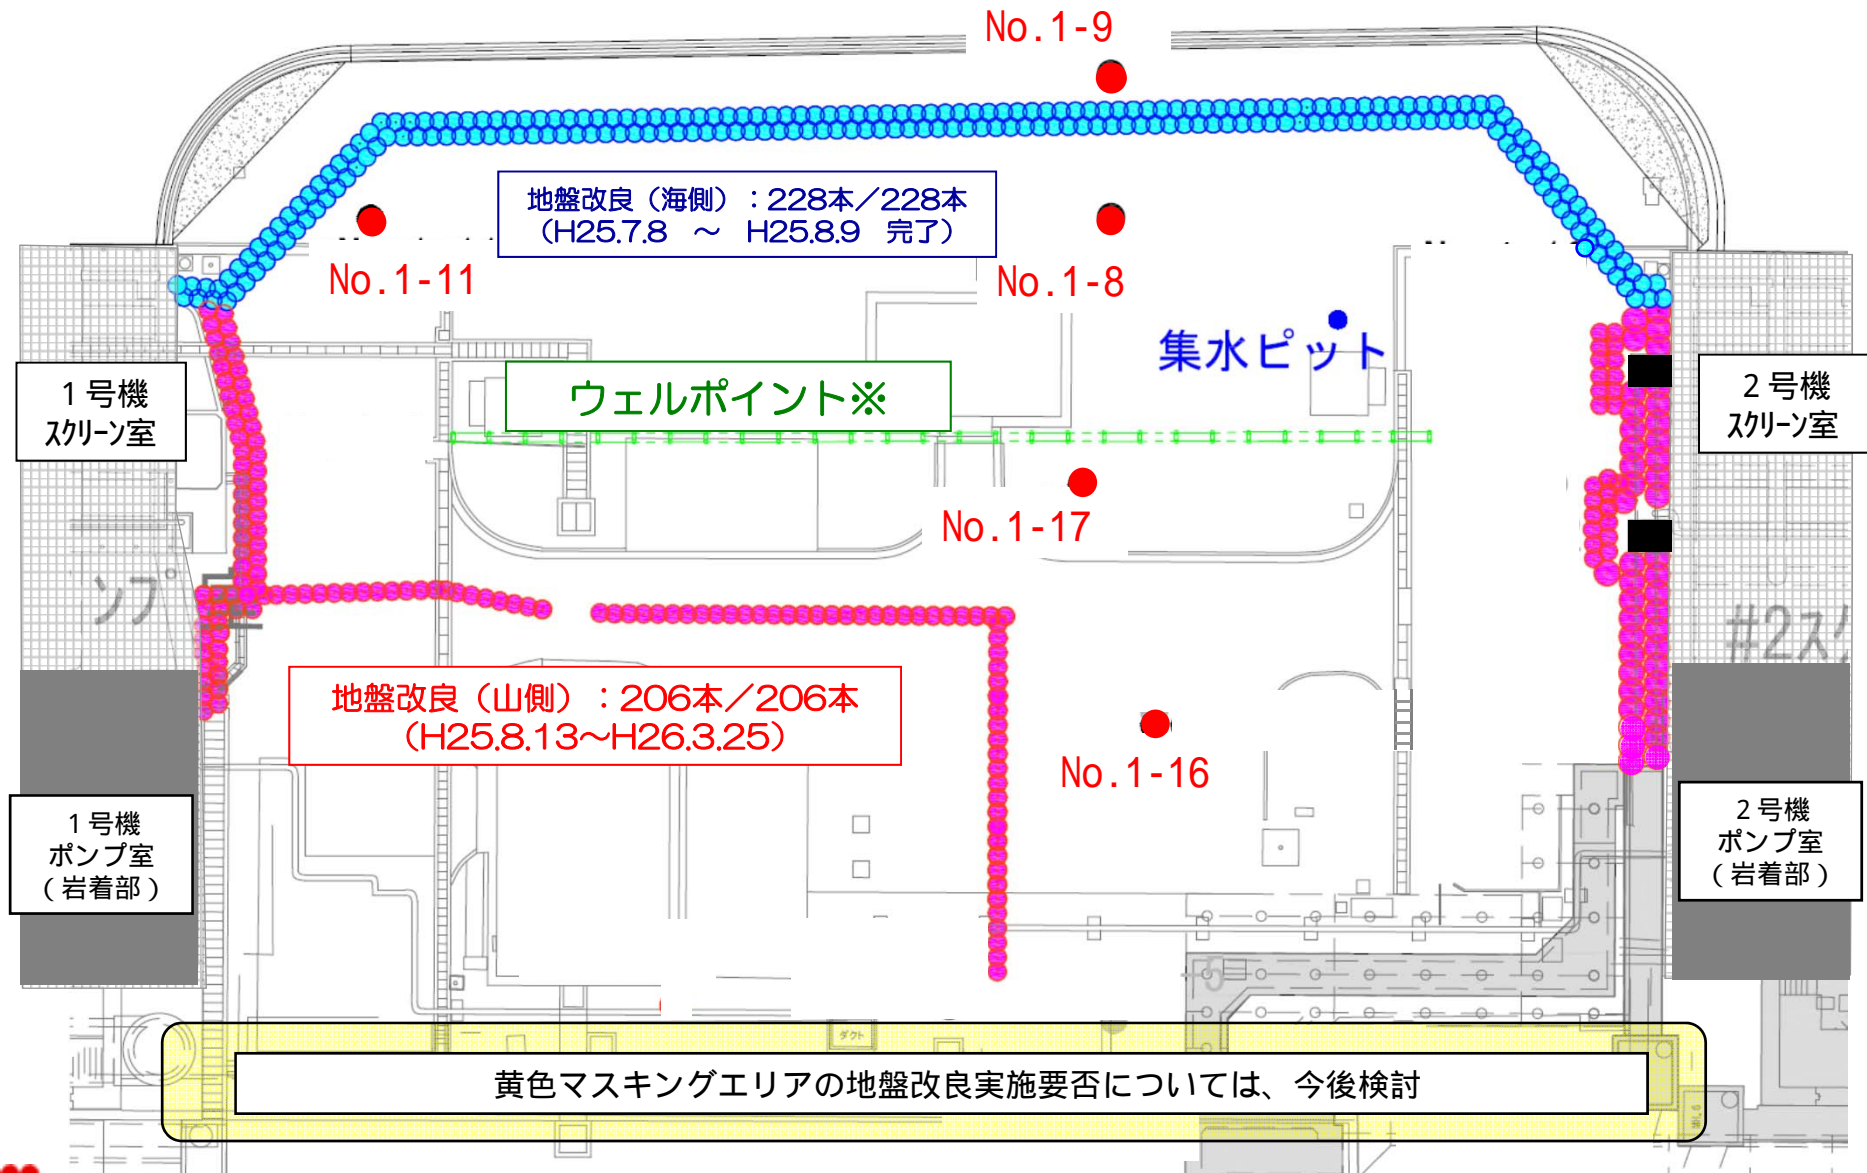 No.1-9
地盤改良（海側）：228本／228本
（H25.7.8　～　H25.8.9　完了）
No.1-11
No.1-8
集水ピット
1号機
ｽｸﾘｰﾝ室
ウェルポイント※
2号機
ｽｸﾘｰﾝ室
No.1-17
ンプ
#2ス
地盤改良（山側）：206本／206本
（H25.8.13～H26.3.25）
No.1-16
1号機
ポンプ室
（岩着部）
2号機
ポンプ室
（岩着部）
ダクト
黄色マスキングエリアの地盤改良実施要否については、今後検討